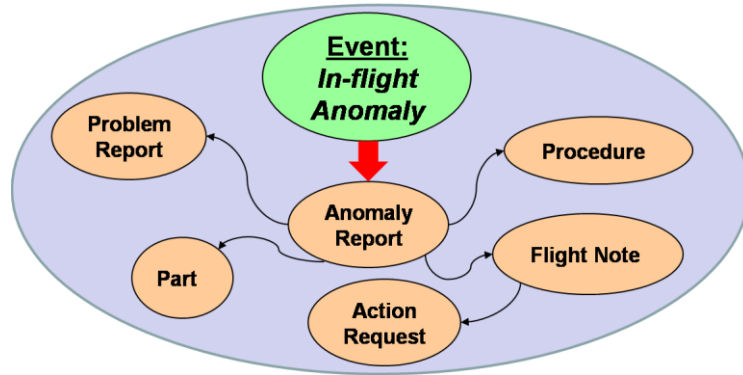 Event:
In-flight
Anomaly
Problem
Report
Procedure
Anomaly
Report
Part
Flight Note
Action
Request